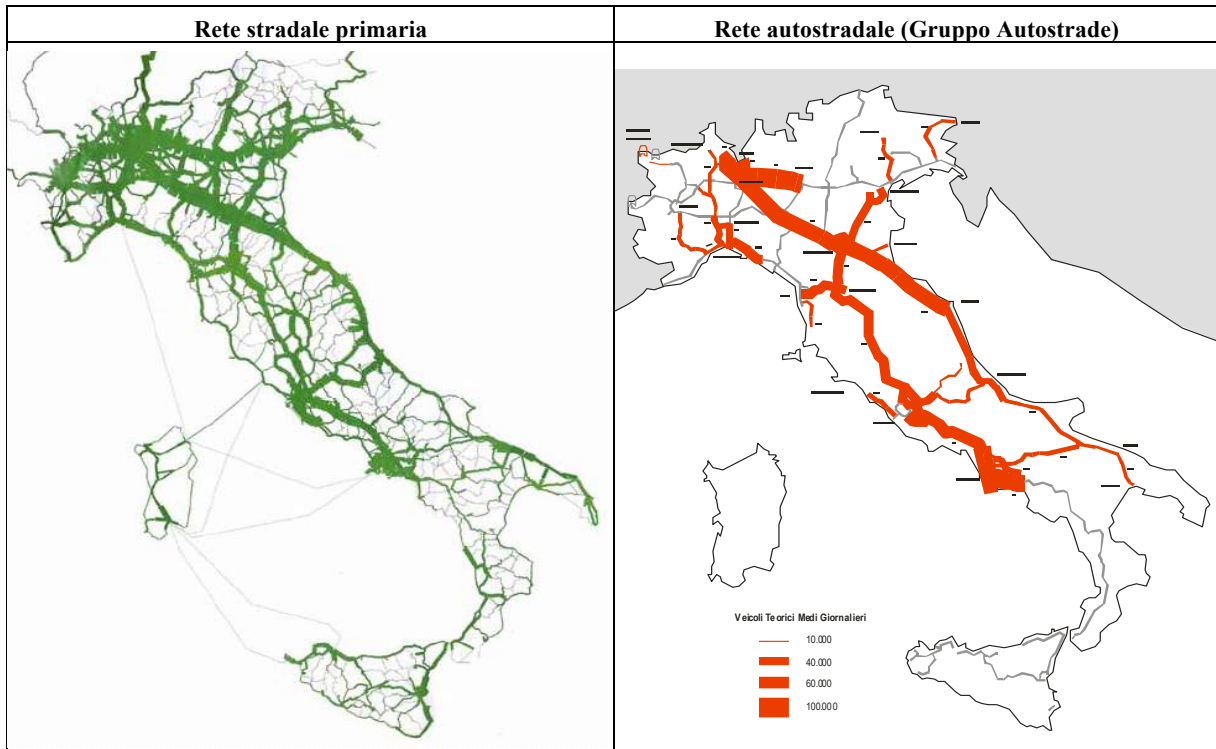 Rete stradale primaria
Rete autostradale (Gruppo Autostrade)
Veicoli Teorici Medi Giornalieri
10.000
40.000
60.000
100.000